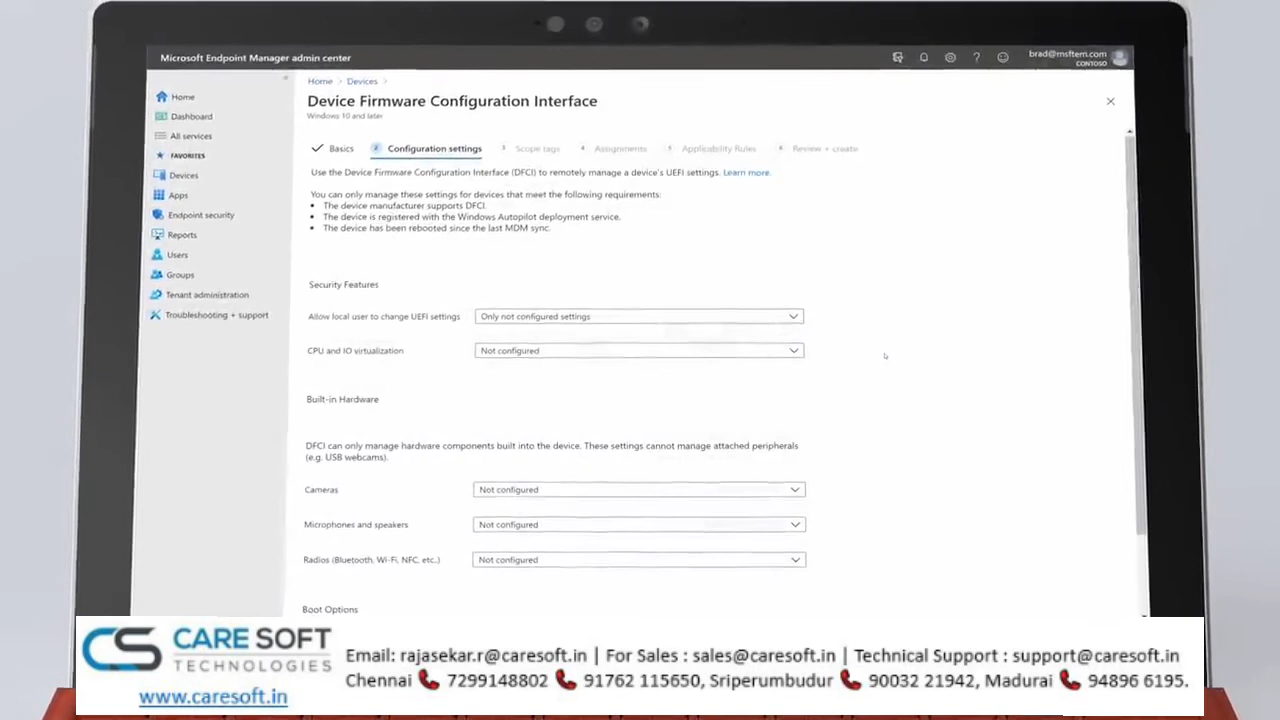 Microsoft Endpoint Manager admin center
brad@msftem.com
CONTOSO
Home
Dashboard
All services
FAVORITES
Devices
Apps
Endpoint security
Reports
Users
Groups
Tenant administration
Troubleshooting + support
Home > Devices >
Device Firmware Configuration Interface
Windows 10 and later
Basics 2 Configuration settings 3 Scope tags 4 Assignments 5 Applicability Rules 6 Review + create
Use the Device Firmware Configuration Interface (DFCI) to remotely manage a device's UEFI settings. Learn more.
You can only manage these settings for devices that meet the following requirements:
• The device manufacturer supports DFCI.
• The device is registered with the Windows Autopilot deployment service.
• The device has been rebooted since the last MDM sync.
Security Features
Allow local user to change UEFI settings Only not configured settings
CPU and IO virtualization Not configured
Built-in Hardware
DFCI can only manage hardware components built into the device. These settings cannot manage attached peripherals
(e.g. USB webcams).
Cameras Not configured
Microphones and speakers Not configured
Radios (Bluetooth, Wi-Fi, NFC, etc..) Not configured
Boot Options
CS CARE SOFT
TECHNOLOGIES
www.caresoft.in
Email: rajasekar.r@caresoft.in | For Sales : sales@caresoft.in | Technical Support : support@caresoft.in
Chennai 7299148802 91762 115650, Sriperumbudur 90032 21942, Madurai 94896 6195.